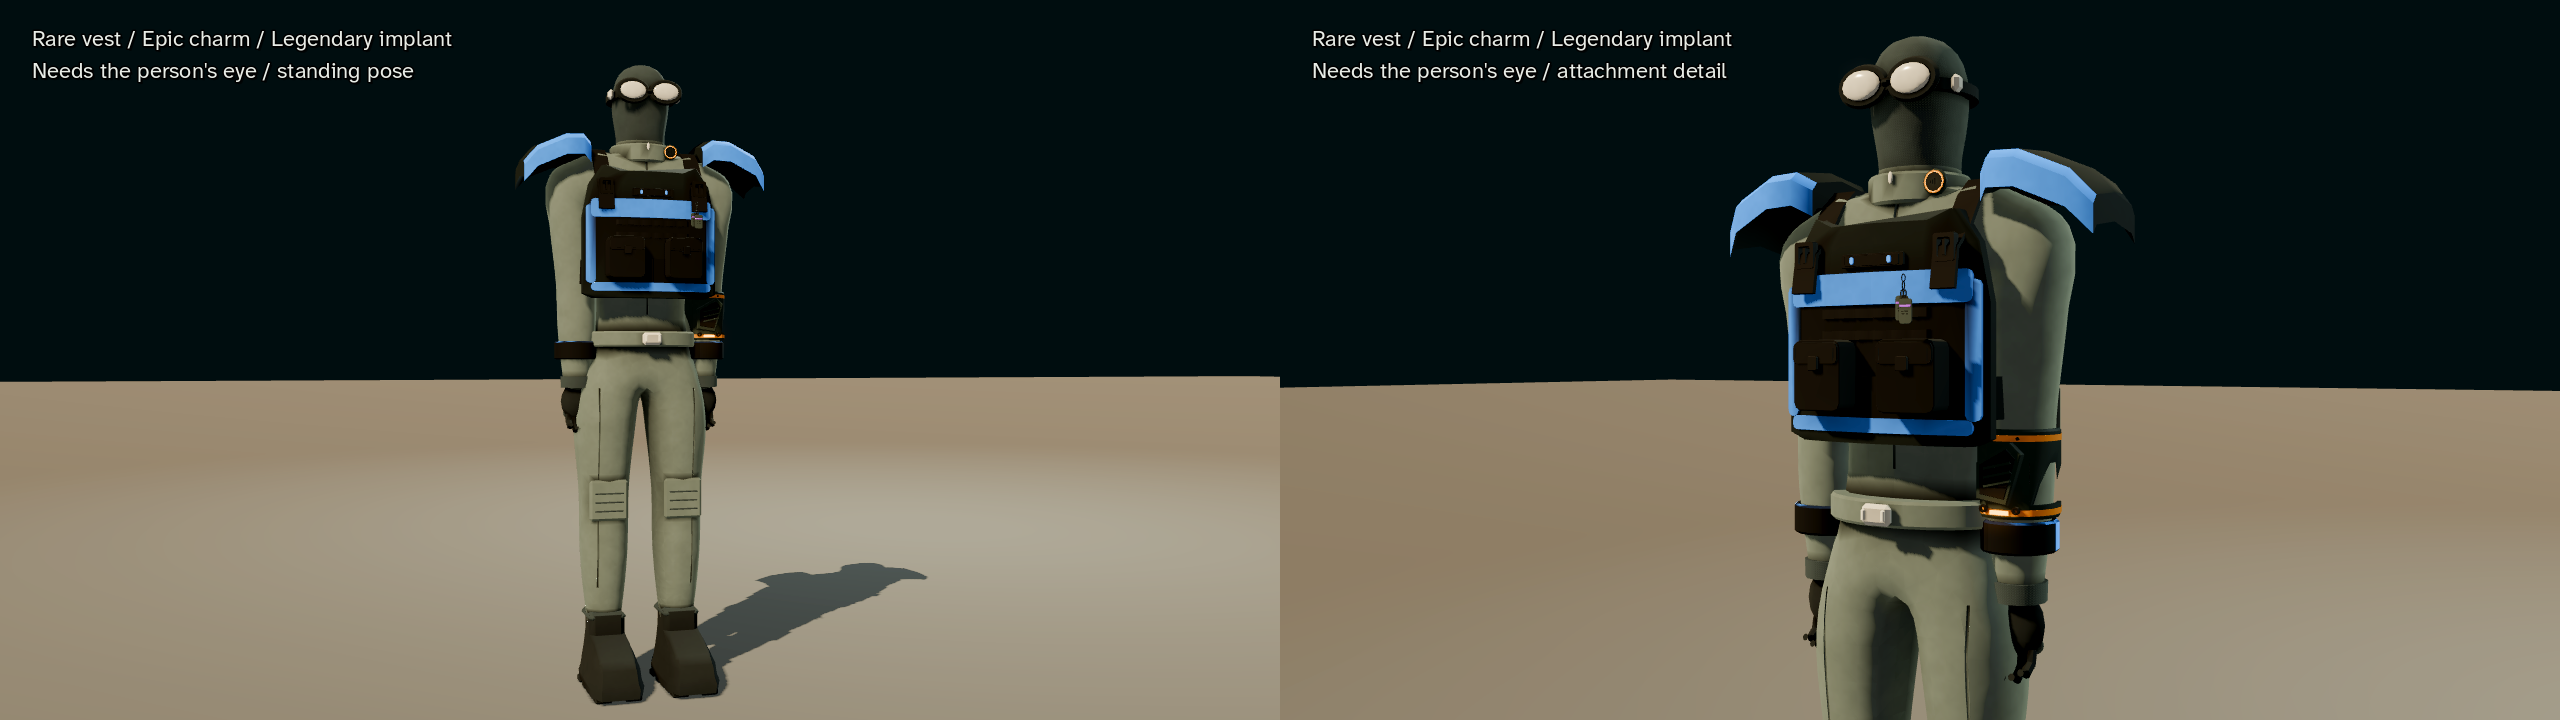 Rare vest / Epic charm / Legendary implant
Needs the person's eye / standing pose
Rare vest / Epic charm / Legendary implant
Needs the person's eye / attachment detail